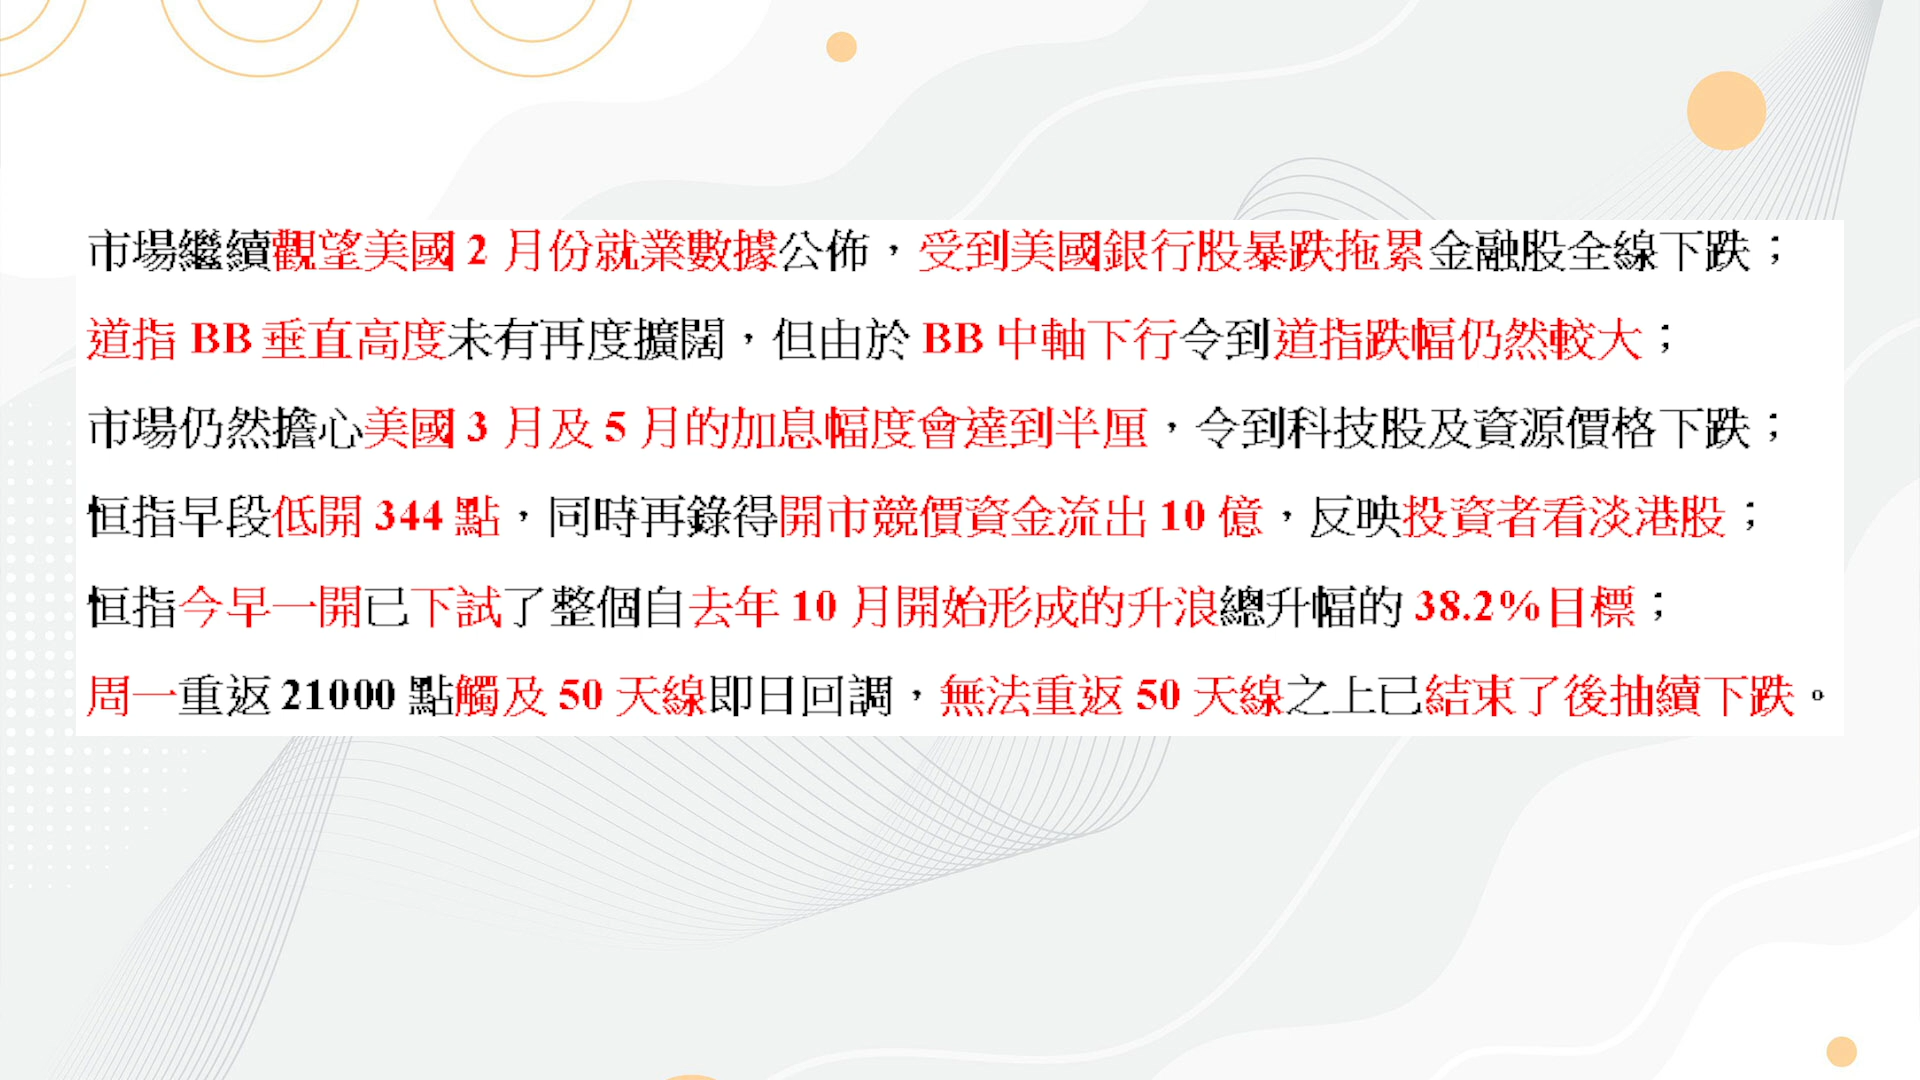 市場繼續觀望美國 2 月份就業數據公佈，受到美國銀行股暴跌拖累金融股全線下跌；
道指 BB 垂直高度未有再度擴闊，但由於 BB 中軸下行令到道指跌幅仍然較大；
市場仍然擔心美國 3 月及 5 月的加息幅度會達到半厘，令到科技股及資源價格下跌；
恒指早段低開 344 點，同時再錄得開市競價資金流出 10 億，反映投資者看淡港股；
恒指今早一開已下試了整個自去年 10 月開始形成的升浪總升幅的 38.2%目標；
周一重返 21000 點觸及 50 天線即日回調，無法重返 50 天線之上已結束了後抽續下跌。